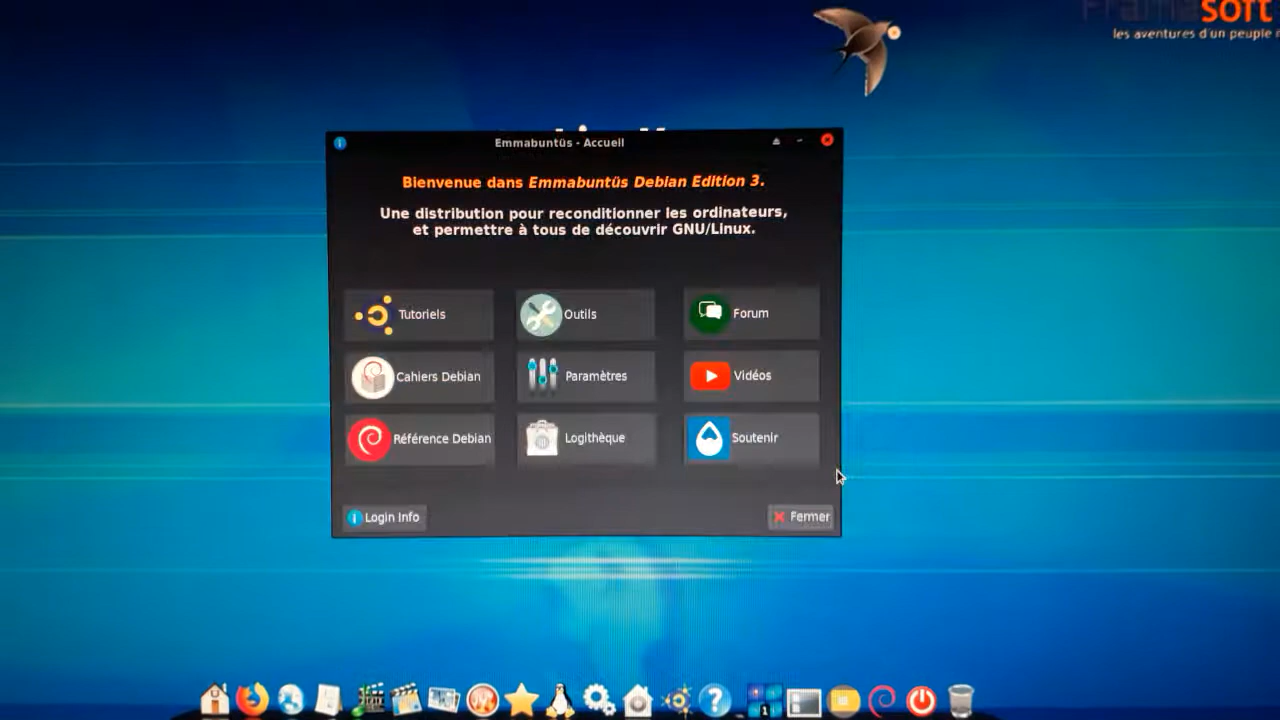 soft
les aventures d'un peuple
Emmabuntüs - Accueil
Bienvenue dans Emmabuntüs Debian Edition 3.
Une distribution pour reconditionner les ordinateurs,
et permettre à tous de découvrir GNU/Linux.
Tutoriels
Outils
Forum
Cahiers Debian
Paramètres
Vidéos
Référence Debian
Logithèque
Soutenir
Login Info
Fermer
1